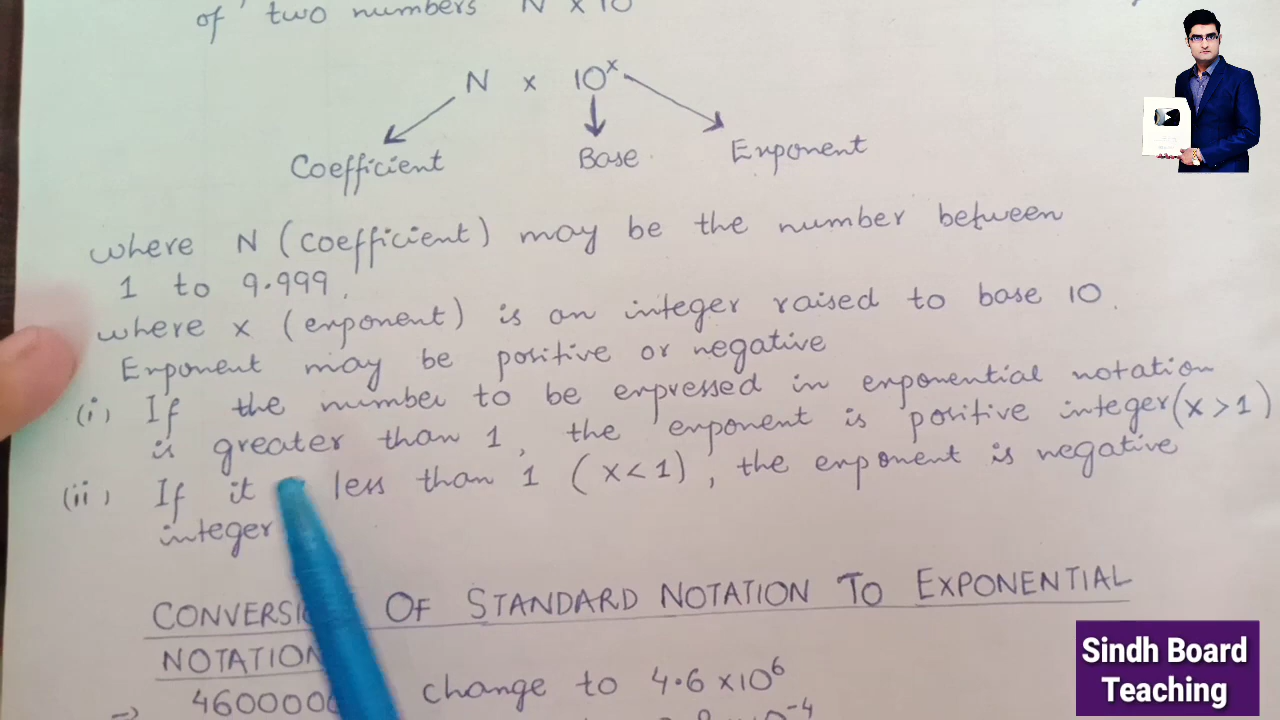 of two numbers N x 10
N x 10ˣ
Coefficient Base Exponent
where N (coefficient) may be the number between
1 to 9.999.
where x (exponent) is an integer raised to base 10.
Exponent may be positive or negative
(i) If the number to be expressed in exponential notation
is greater than 1, the exponent is positive integer (x > 1)
(ii) If it less than 1 (x < 1), the exponent is negative
integer
OF STANDARD NOTATION TO EXPONENTIAL
NOTATION
change to 4.6 x 10⁶
Sindh Board
Teaching